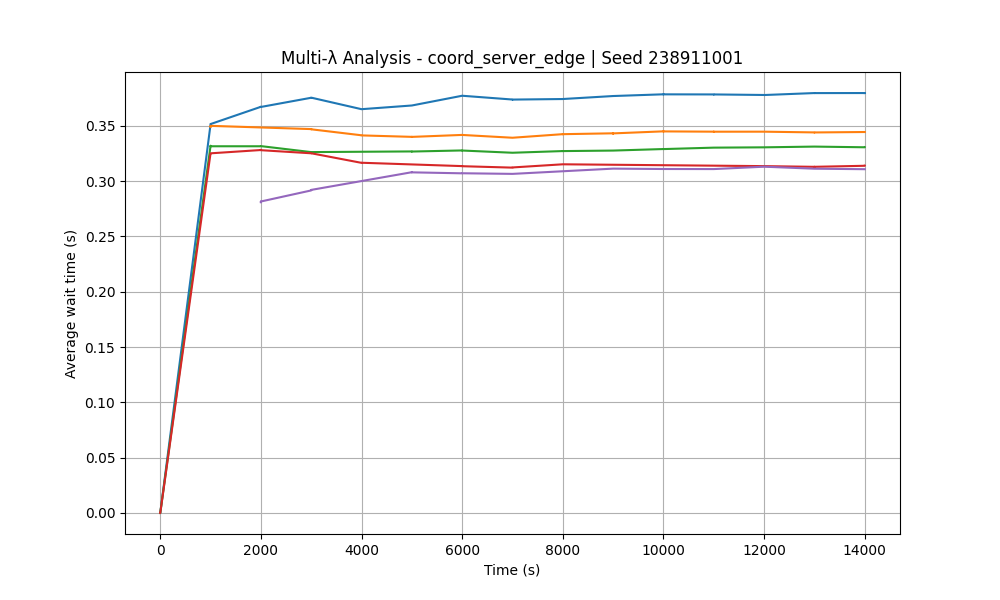 Multi-λ Analysis - coord_server_edge | Seed 238911001
Average wait time (s)
0.35
0.30
0.25
0.20
0.15
0.10
0.05
0.00
0 2000 4000 6000 8000 10000 12000 14000
Time (s)